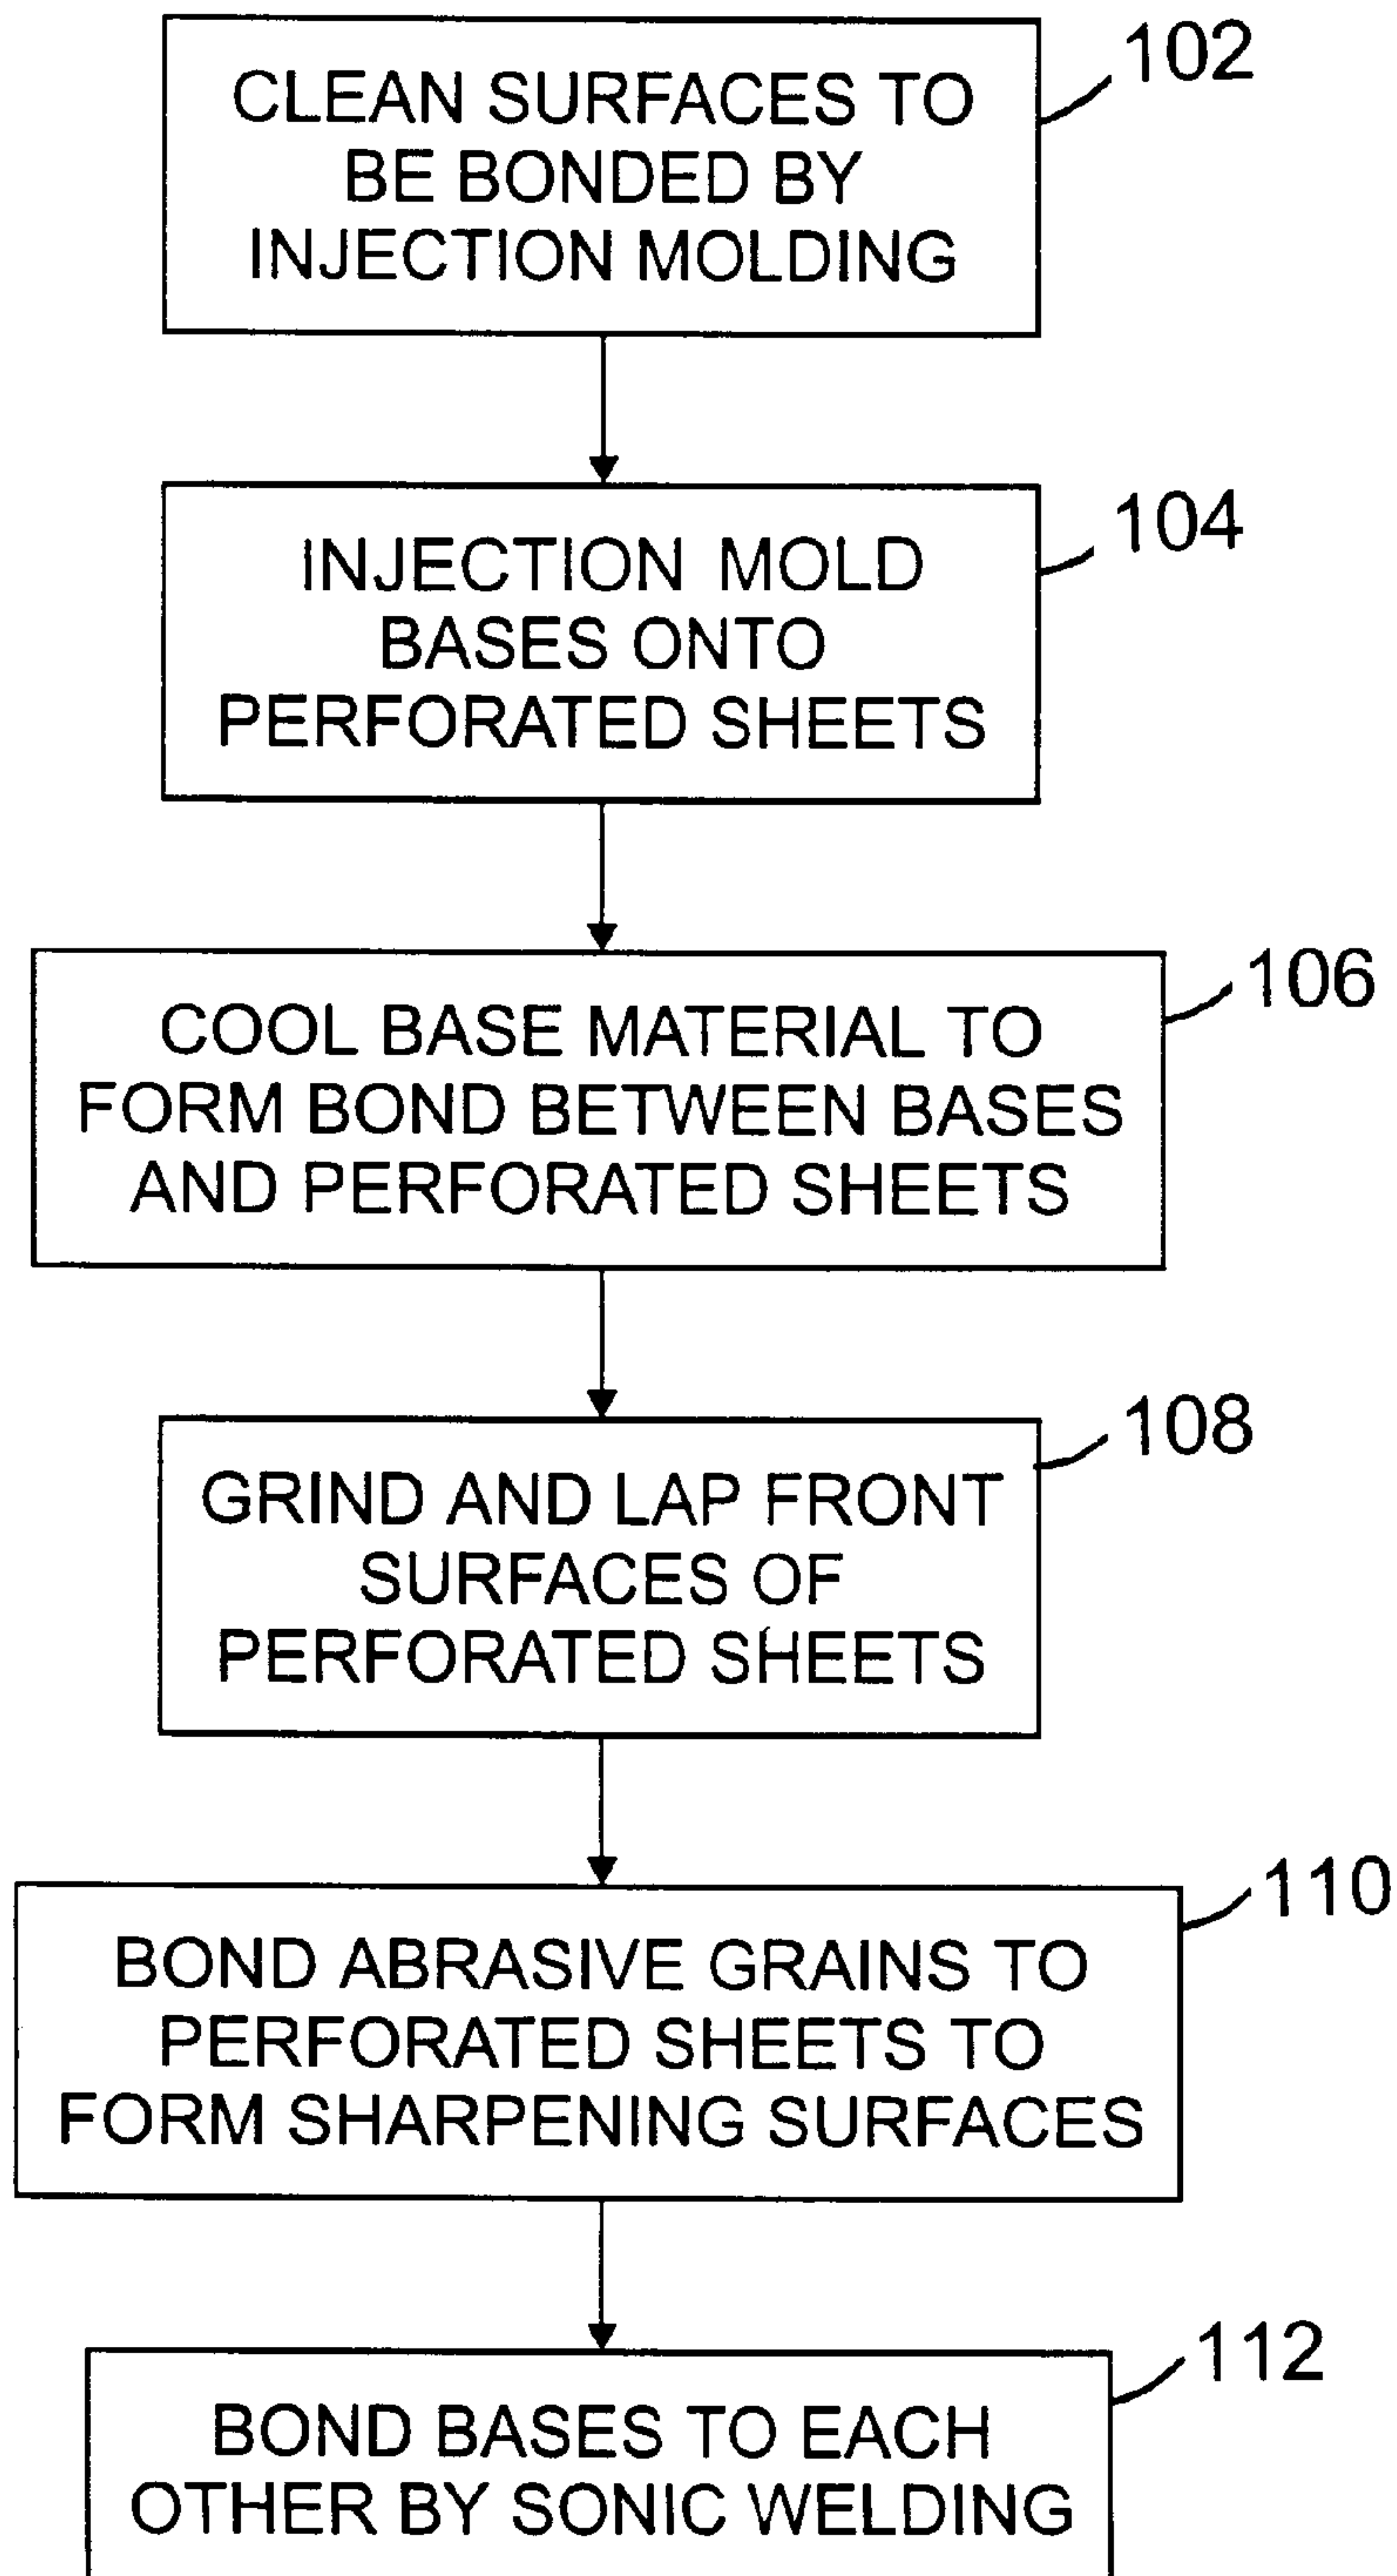 102
CLEAN SURFACES TO
BE BONDED BY
INJECTION MOLDING
104
INJECTION MOLD
BASES ONTO
PERFORATED SHEETS
106
COOL BASE MATERIAL TO
FORM BOND BETWEEN BASES
AND PERFORATED SHEETS
108
GRIND AND LAP FRONT
SURFACES OF
PERFORATED SHEETS
110
BOND ABRASIVE GRAINS TO
PERFORATED SHEETS TO
FORM SHARPENING SURFACES
112
BOND BASES TO EACH
OTHER BY SONIC WELDING